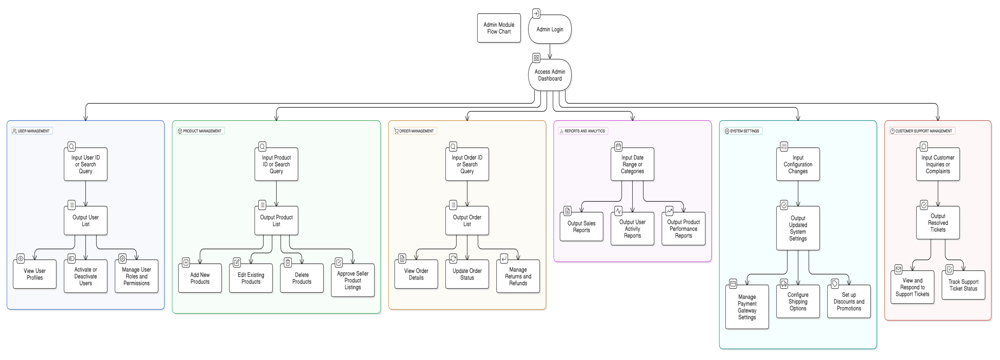 Admin Module
Flow Chart
Admin Login
Access Admin
Dashboard
USER MANAGEMENT
Input User ID
or Search
Query
Output User
List
View User
Profiles
Activate or
Deactivate
Users
Manage User
Roles and
Permissions
PRODUCT MANAGEMENT
Input Product
ID or Search
Query
Output Product
List
Add New
Products
Edit Existing
Products
Delete
Products
Approve Seller
Product
Listings
ORDER MANAGEMENT
Input Order ID
or Search
Query
Output Order
List
View Order
Details
Update Order
Status
Manage
Returns and
Refunds
REPORTS AND ANALYTICS
Input Date
Range or
Categories
Output Sales
Reports
Output User
Activity
Reports
Output Product
Performance
Reports
SYSTEM SETTINGS
Input
Configuration
Changes
Output
Updated
System
Settings
Manage
Payment
Gateway
Settings
Configure
Shipping
Options
Set up
Discounts and
Promotions
CUSTOMER SUPPORT MANAGEMENT
Input Customer
Inquiries or
Complaints
Output
Resolved
Tickets
View and
Respond to
Support Tickets
Track Support
Ticket Status